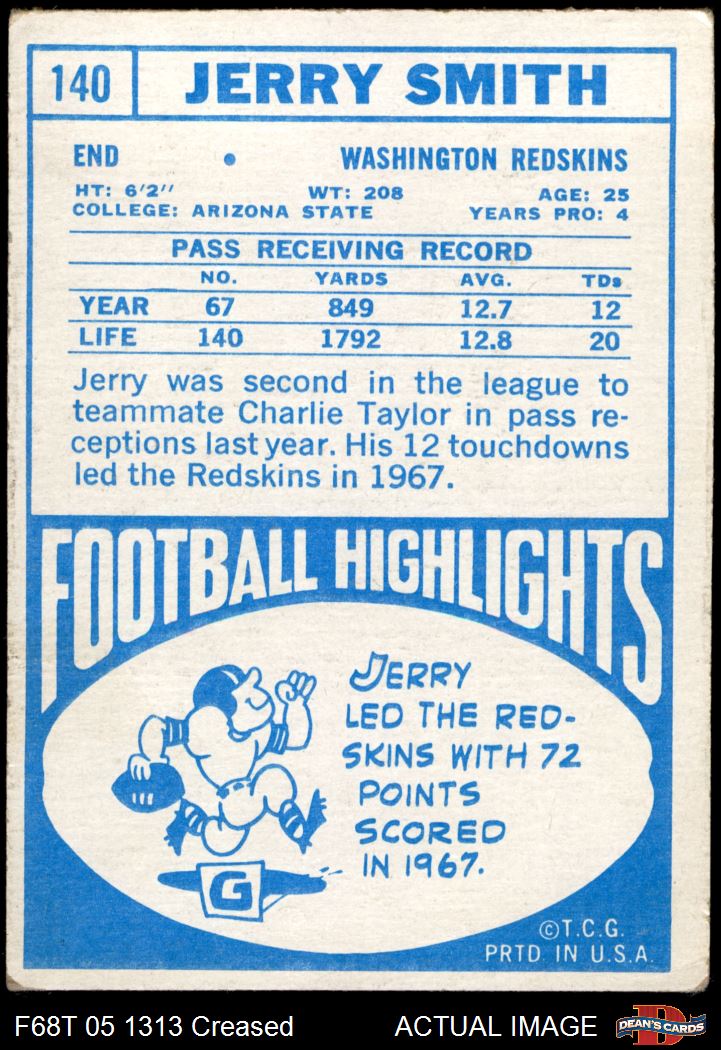 140 JERRY SMITH
END • WASHINGTON REDSKINS
HT: 6'2" WT: 208 AGE: 25
COLLEGE: ARIZONA STATE YEARS PRO: 4
PASS RECEIVING RECORD
NO. YARDS AVG. TDs
YEAR 67 849 12.7 12
LIFE 140 1792 12.8 20
Jerry was second in the league to
teammate Charlie Taylor in pass re-
ceptions last year. His 12 touchdowns
led the Redskins in 1967.
FOOTBALL HIGHLIGHTS
JERRY
LED THE RED-
SKINS WITH 72
POINTS
SCORED
IN 1967.
G
©T.C.G.
PRTD. IN U.S.A.
F68T 05 1313 Creased ACTUAL IMAGE
D
DEAN'S CARDS